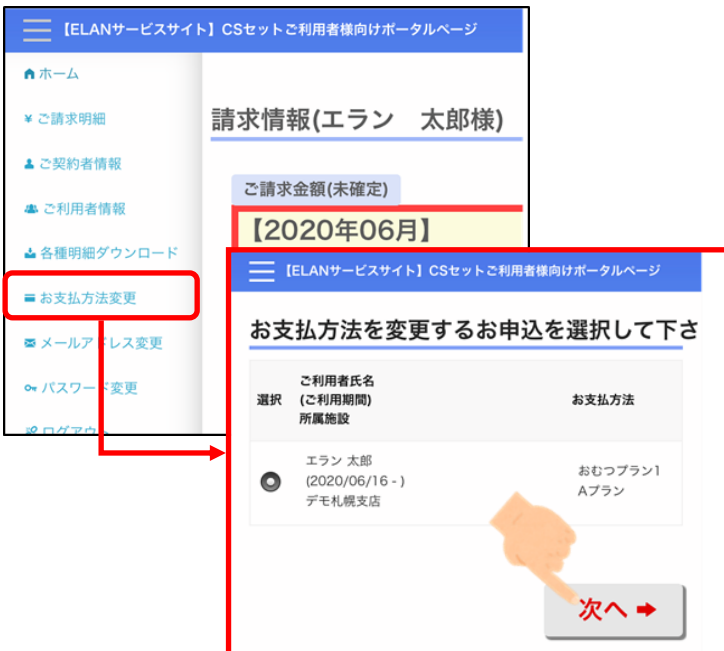 【ELANサービスサイト】CSセットご利用者様向けポータルページ
ホーム
¥ ご請求明細
ご契約者情報
ご利用者情報
各種明細ダウンロード
お支払方法変更
メールアドレス変更
パスワード変更
ログアウト
請求情報(エラン　太郎様)
ご請求金額(未確定)
【2020年06月】
【ELANサービスサイト】CSセットご利用者様向けポータルページ
お支払方法を変更するお申込を選択して下さ
選択
ご利用者氏名
(ご利用期間)
所属施設
お支払方法
エラン 太郎
(2020/06/16 - )
デモ札幌支店
おむつプラン1
Aプラン
次へ ➡